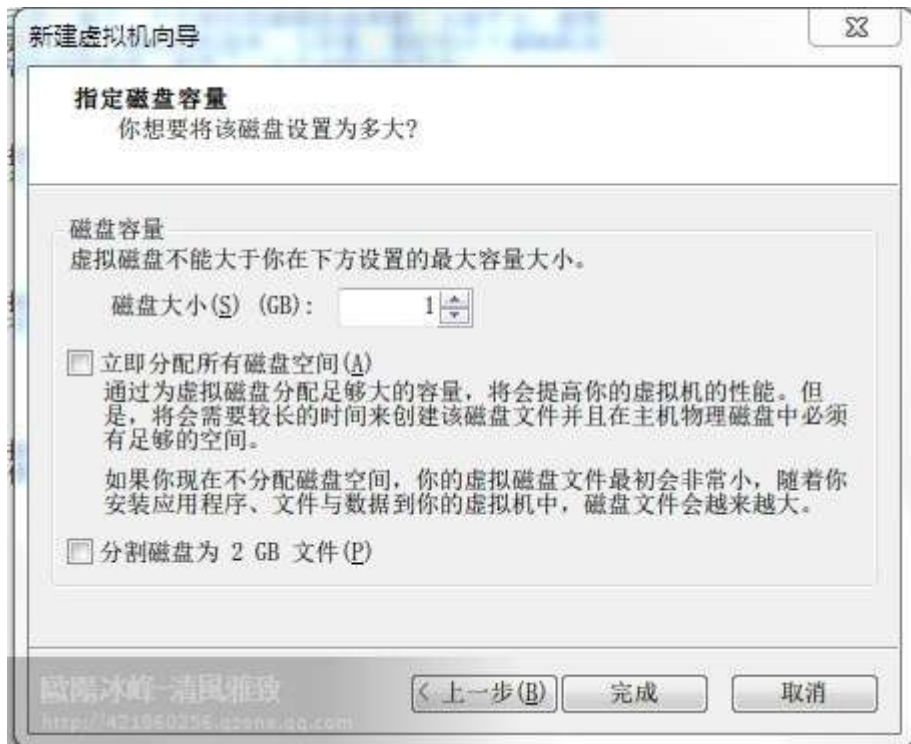 新建虚拟机向导
指定磁盘容量
你想要将该磁盘设置为多大?
磁盘容量
虚拟磁盘不能大于你在下方设置的最大容量大小。
磁盘大小(S) (GB): 1
立即分配所有磁盘空间(A)
通过为虚拟磁盘分配足够大的容量，将会提高你的虚拟机的性能。但
是，将会需要较长的时间来创建该磁盘文件并且在主机物理磁盘中必须
有足够的空间。
如果你现在不分配磁盘空间，你的虚拟磁盘文件最初会非常小，随着你
安装应用程序、文件与数据到你的虚拟机中，磁盘文件会越来越大。
分割磁盘为 2 GB 文件(P)
冰峰-清風雅致
< 上一步(B) 完成 取消